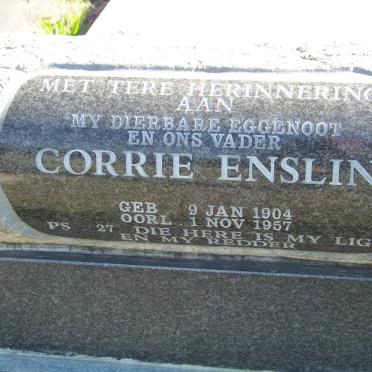 MET TERE HERINNERING
AAN
MY DIERBARE EGGENOOT
EN ONS VADER
CORRIE ENSLIN
GEB 9 JAN 1904
OORL 1 NOV 1957
PS 27 DIE HERE IS MY LIG
EN MY REDDER